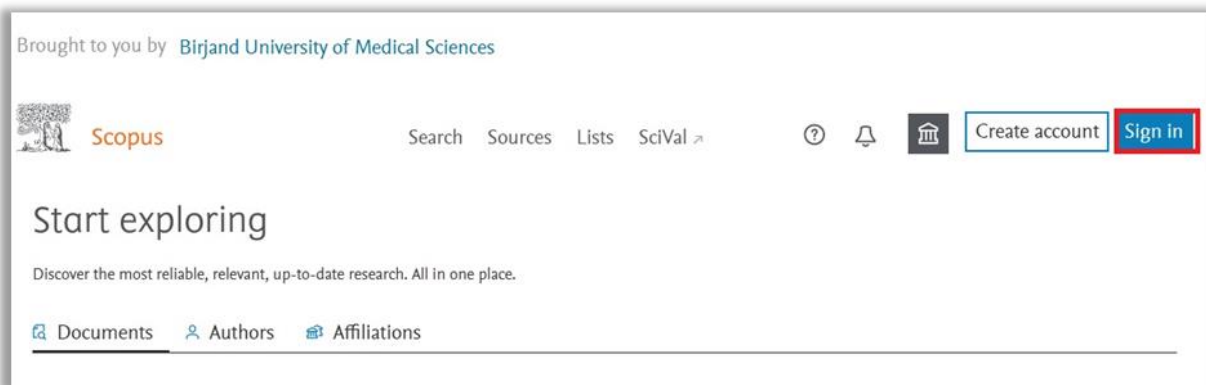 Brought to you by Birjand University of Medical Sciences
Scopus Search Sources Lists SciVal ↗ Create account Sign in
Start exploring
Discover the most reliable, relevant, up-to-date research. All in one place.
Documents Authors Affiliations